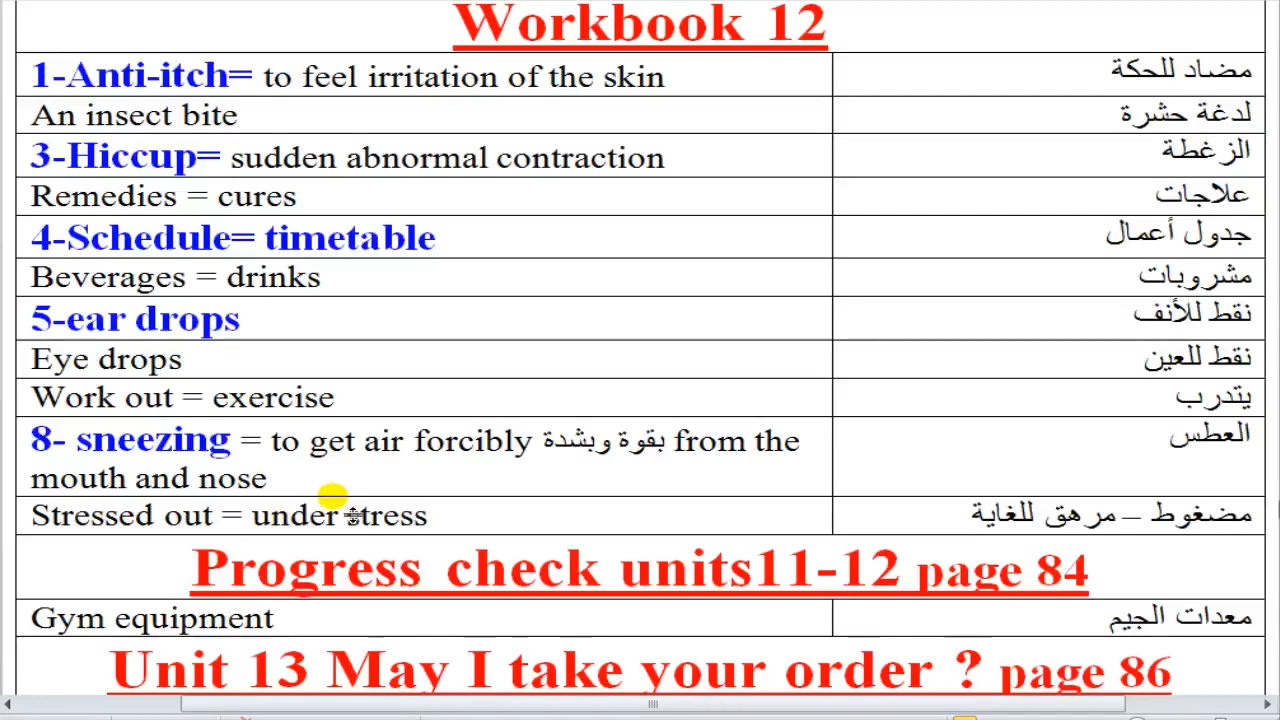 Workbook 12
1-Anti-itch= to feel irritation of the skin
مضاد للحكة
An insect bite
لدغة حشرة
3-Hiccup= sudden abnormal contraction
الزغطة
Remedies = cures
علاجات
4-Schedule= timetable
جدول أعمال
Beverages = drinks
مشروبات
5-ear drops
نقط للأنف
Eye drops
نقط للعين
Work out = exercise
يتدرب
8- sneezing = to get air forcibly بقوة وبشدة from the
mouth and nose
العطس
Stressed out = under stress
مضغوط – مرهق للغاية
Progress check units11-12 page 84
Gym equipment
معدات الجيم
Unit 13 May I take your order ? page 86